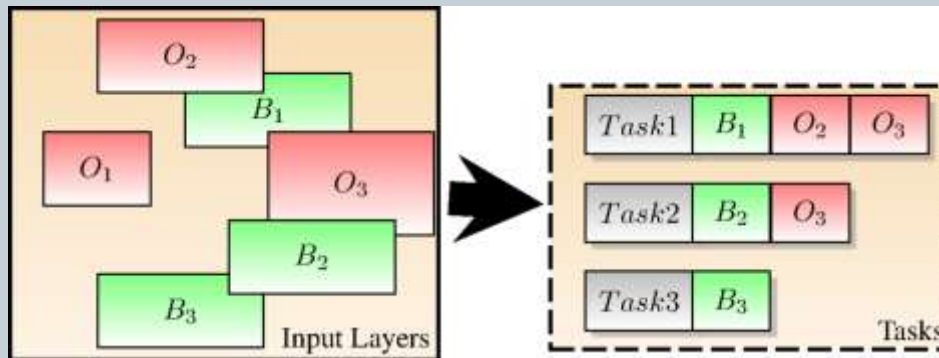 O₂
B₁
O₁
O₃
B₂
B₃
Input Layers
Task1 B₁ O₂ O₃
Task2 B₂ O₃
Task3 B₃
Tasks